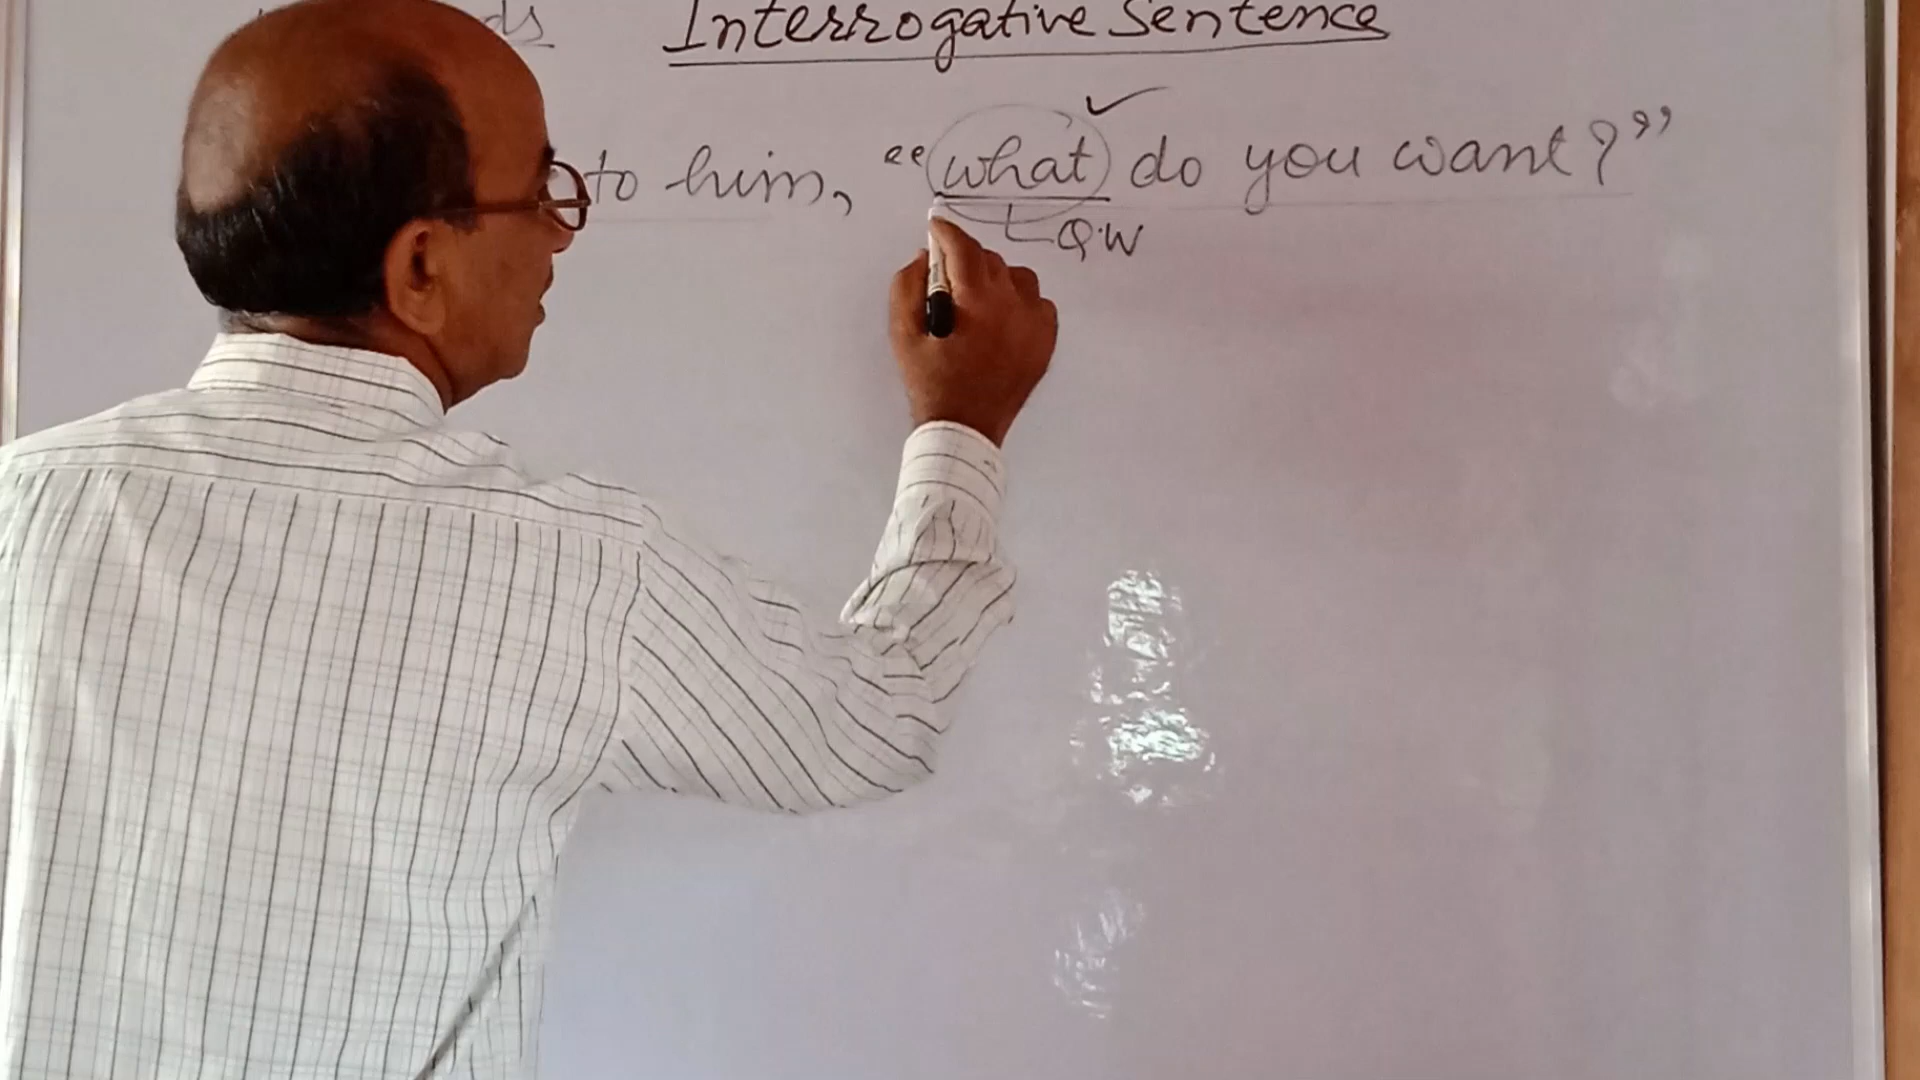 Interrogative Sentence
to him, “what do you want?”
Q.W